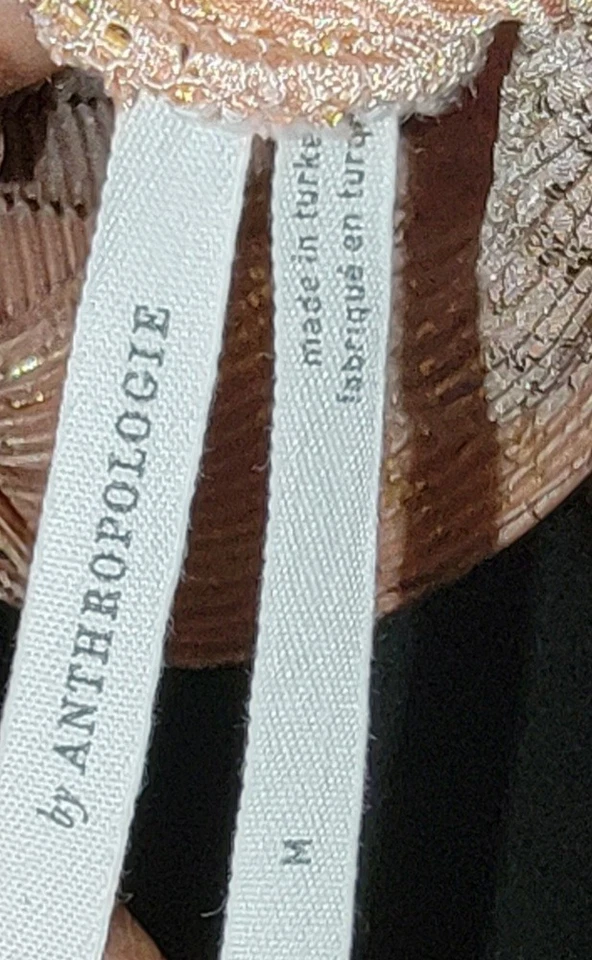 by ANTHROPOLOGIE
made in turke
fabriqué en turq
M